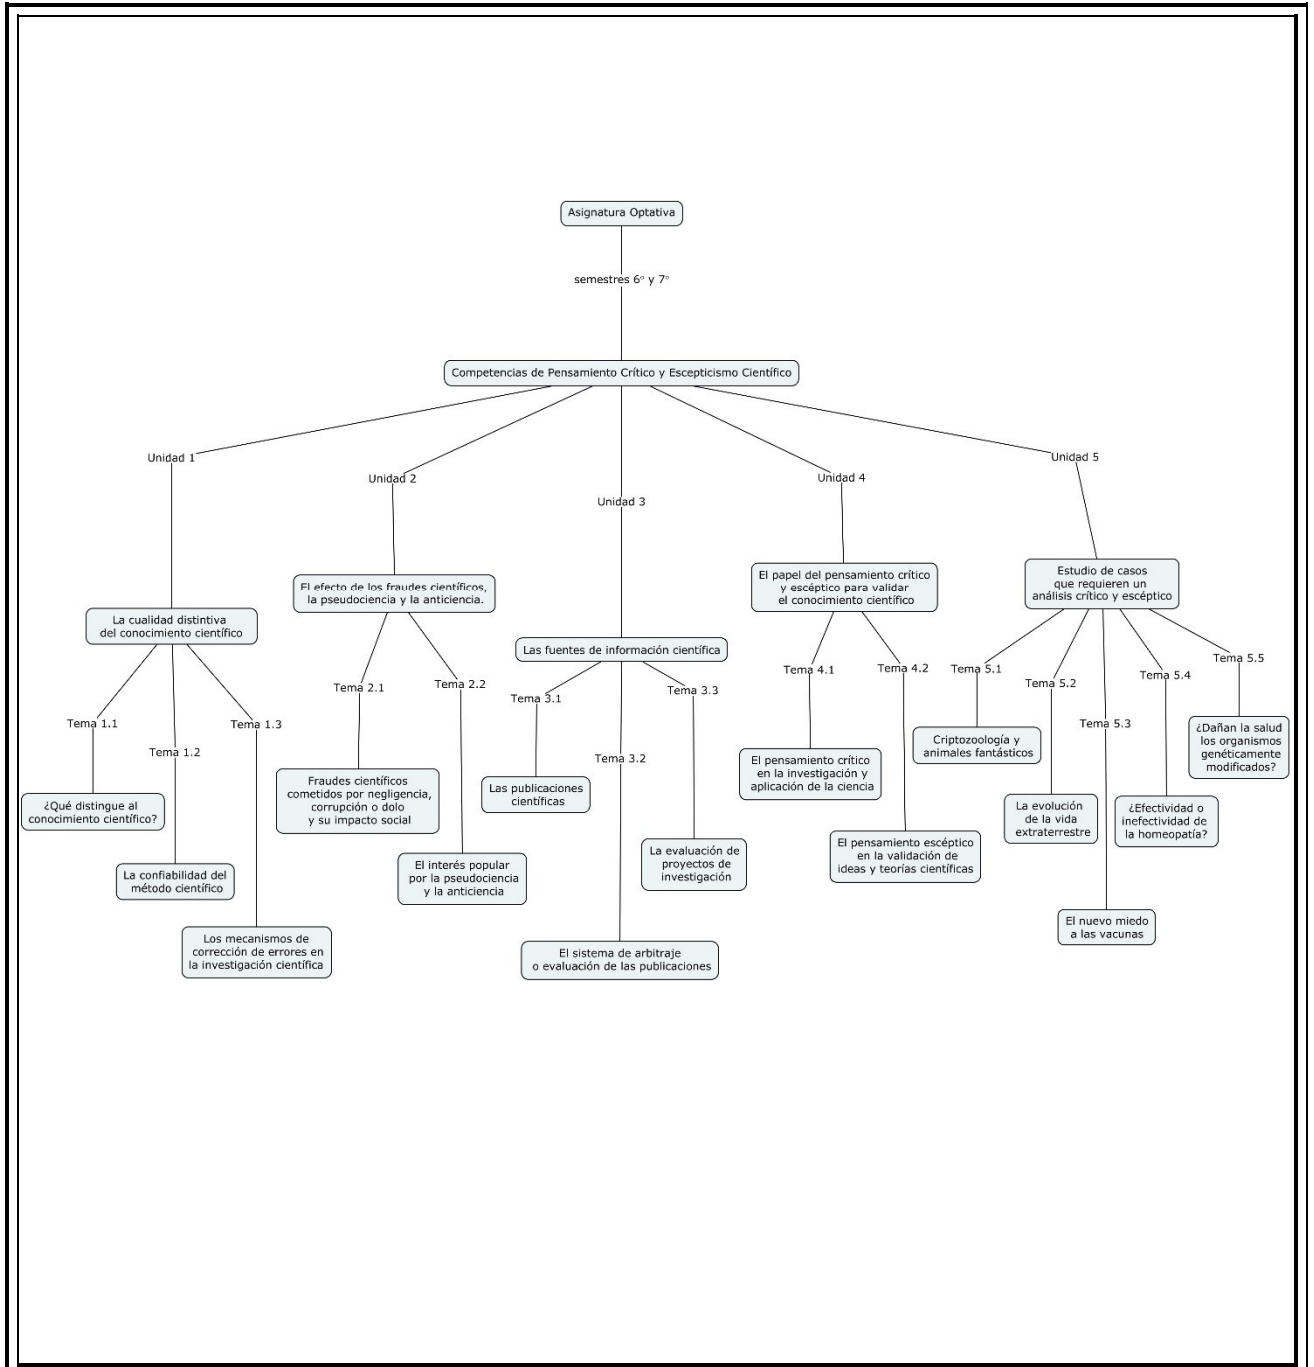 Asignatura Optativa
semestres 6º y 7º
Competencias de Pensamiento Crítico y Escepticismo Científico
Unidad 1
La cualidad distintiva
del conocimiento científico
Tema 1.1
¿Qué distingue al
conocimiento científico?
Tema 1.2
La confiabilidad del
método científico
Tema 1.3
Los mecanismos de
corrección de errores en
la investigación científica
Unidad 2
El efecto de los fraudes científicos,
la pseudociencia y la anticiencia.
Tema 2.1
Fraudes científicos
cometidos por negligencia,
corrupción o dolo
y su impacto social
Tema 2.2
El interés popular
por la pseudociencia
y la anticiencia
Unidad 3
Las fuentes de información científica
Tema 3.1
Las publicaciones
científicas
Tema 3.2
El sistema de arbitraje
o evaluación de las publicaciones
Tema 3.3
La evaluación de
proyectos de
investigación
Unidad 4
El papel del pensamiento crítico
y escéptico para validar
el conocimiento científico
Tema 4.1
El pensamiento crítico
en la investigación y
aplicación de la ciencia
Tema 4.2
El pensamiento escéptico
en la validación de
ideas y teorías científicas
Unidad 5
Estudio de casos
que requieren un
análisis crítico y escéptico
Tema 5.1
Criptozoología y
animales fantásticos
Tema 5.2
La evolución
de la vida
extraterrestre
Tema 5.3
El nuevo miedo
a las vacunas
Tema 5.4
¿Efectividad o
inefectividad de
la homeopatía?
Tema 5.5
¿Dañan la salud
los organismos
genéticamente
modificados?